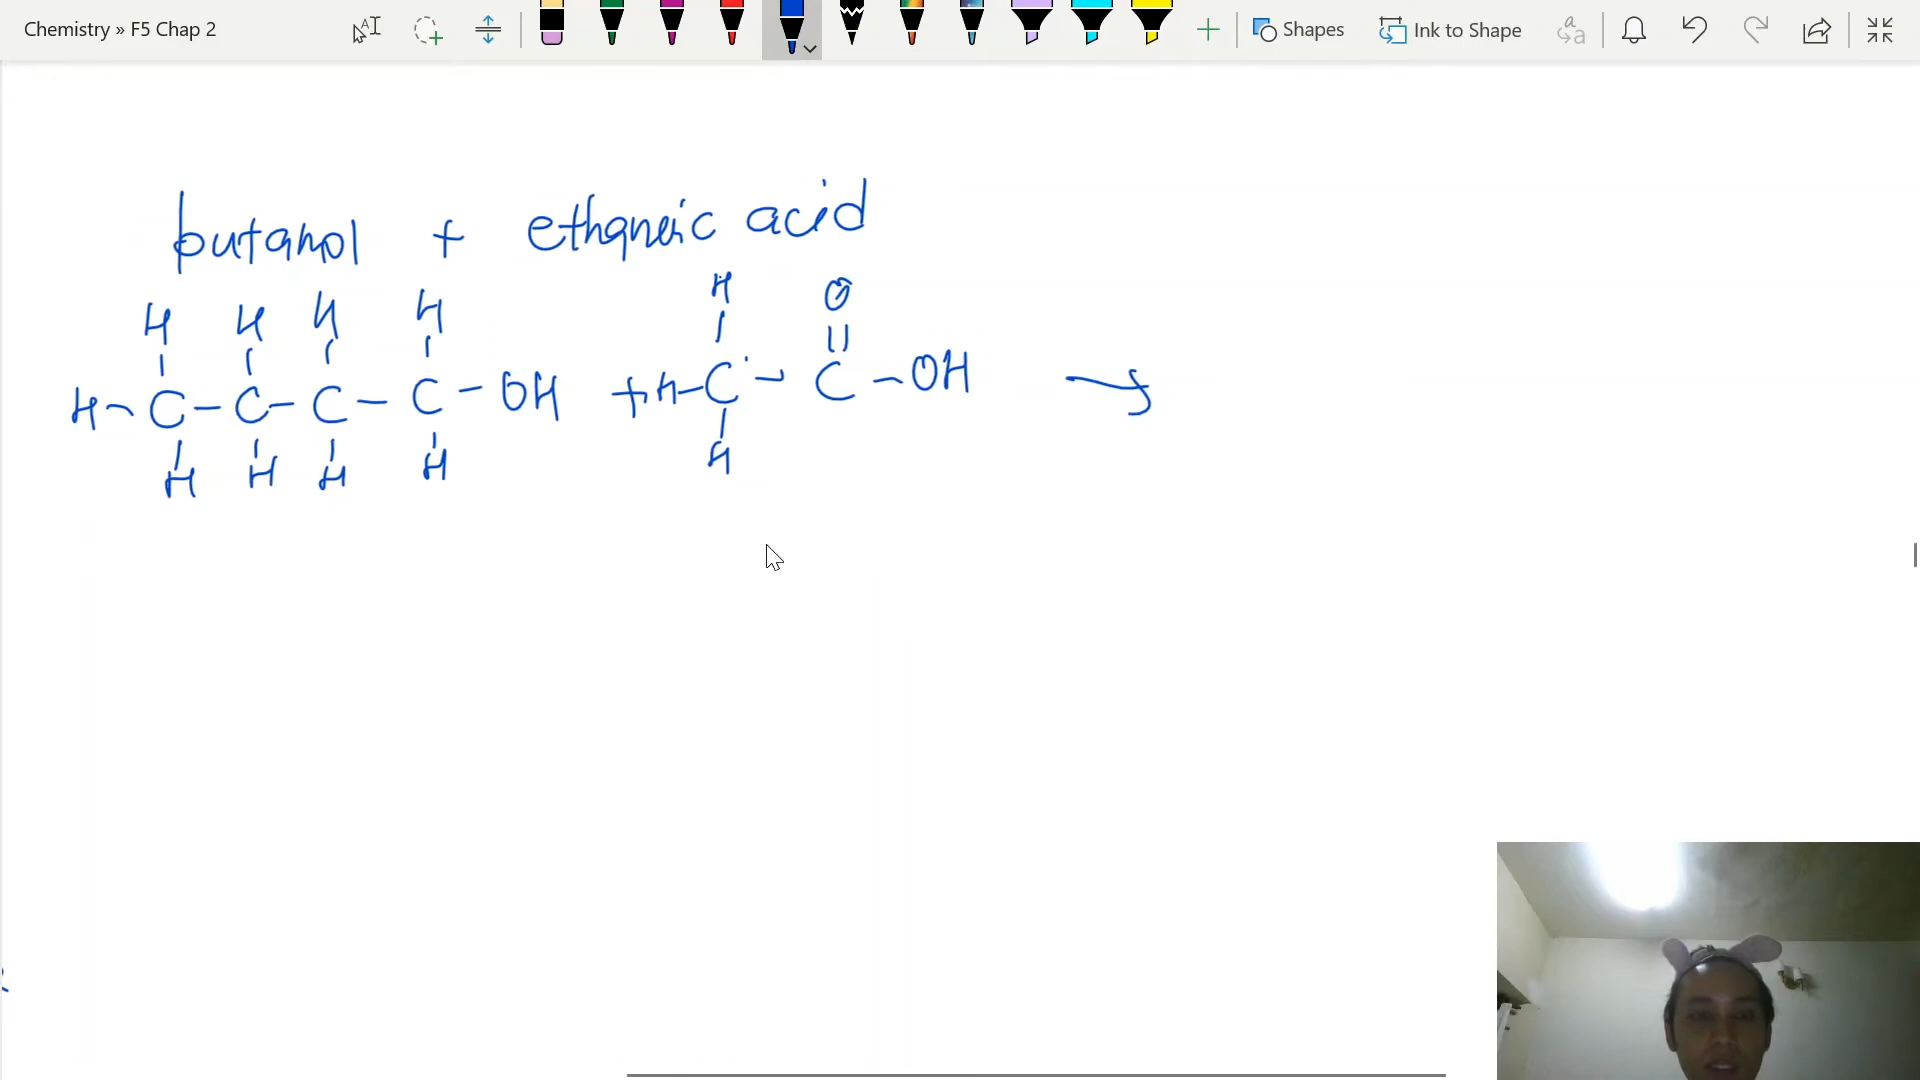 Chemistry » F5 Chap 2
Shapes
Ink to Shape
butanol + ethanoic acid
H H H H H O
H - C - C - C - C - OH + H - C - C - OH →
H H H H H